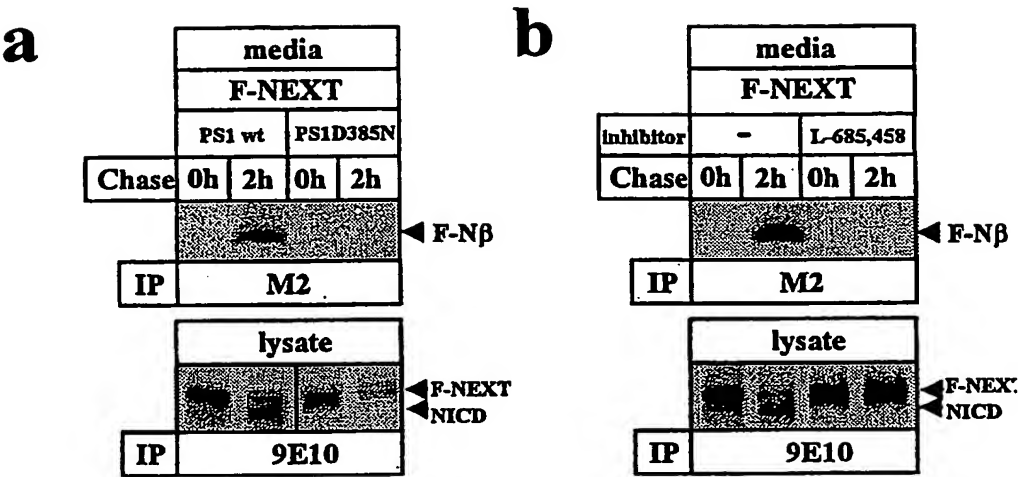 a
media
F-NEXT
PS1 wt PS1D385N
Chase 0h 2h 0h 2h
F-Nβ
IP M2
lysate
F-NEXT
NICD
IP 9E10
b
media
F-NEXT
inhibitor - L-685,458
Chase 0h 2h 0h 2h
F-Nβ
IP M2
lysate
F-NEX
NICD
IP 9E10